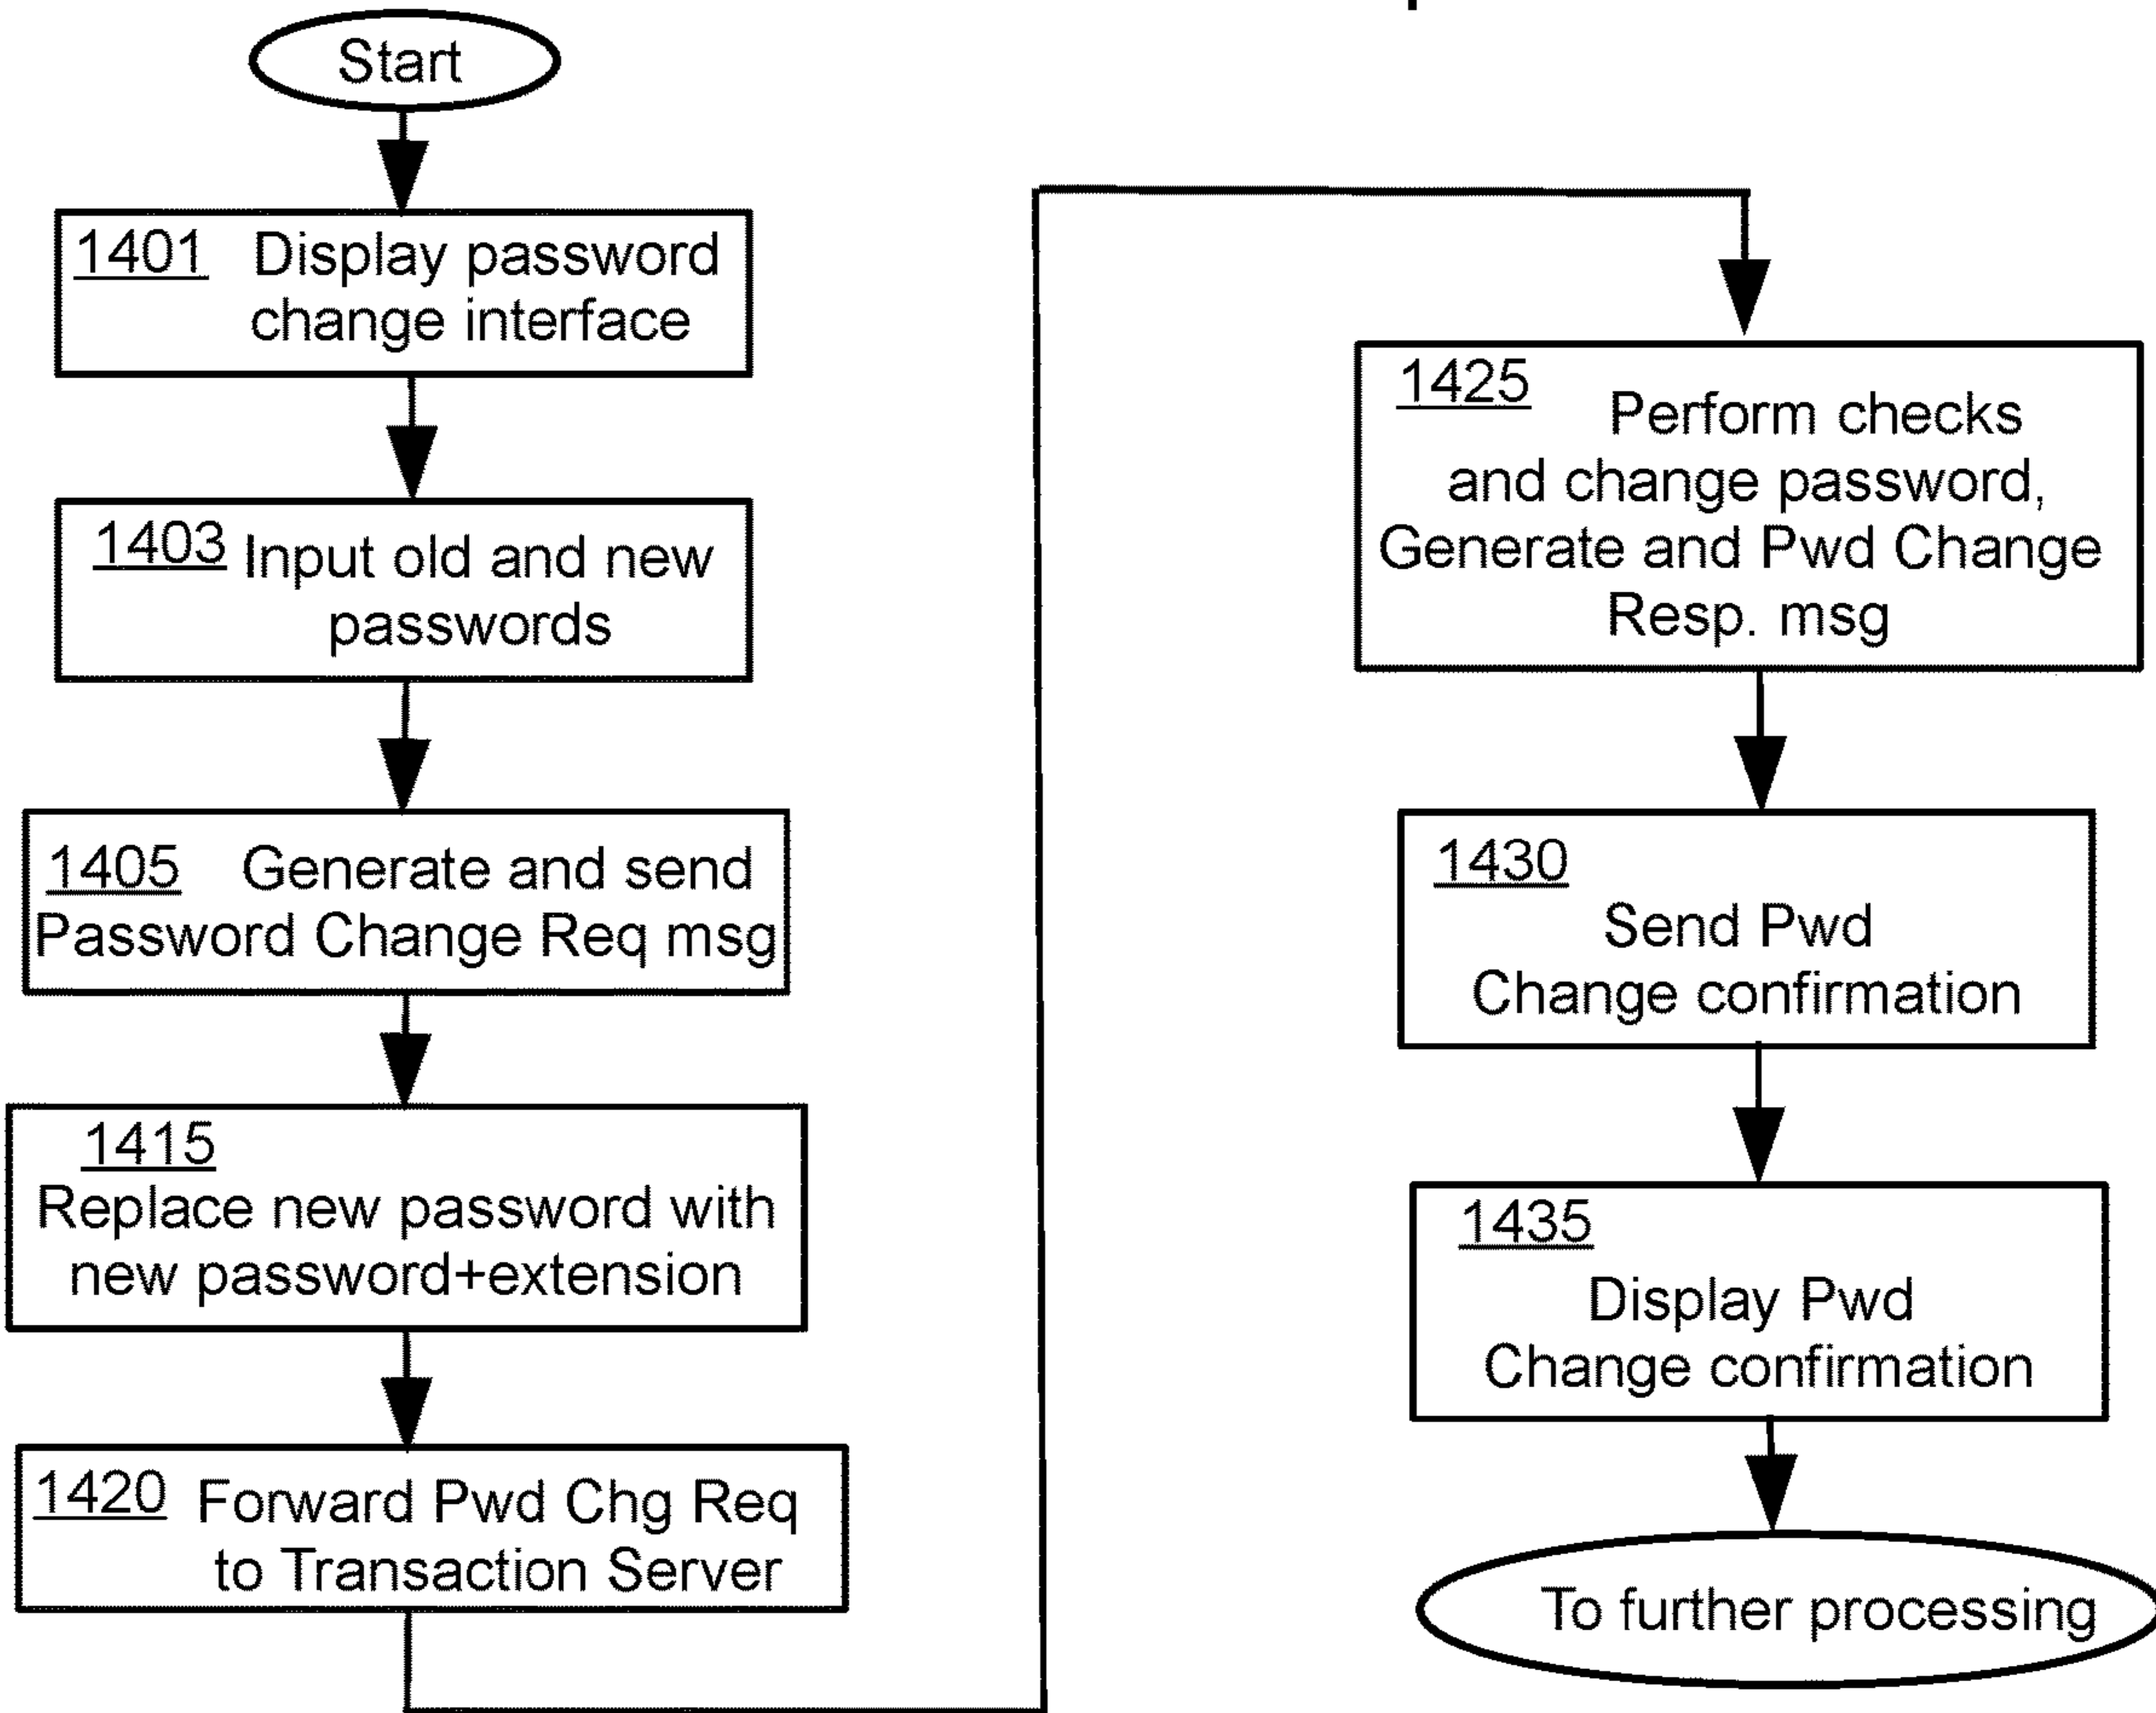 Start
1401 Display password
change interface
1403 Input old and new
passwords
1405 Generate and send
Password Change Req msg
1415
Replace new password with
new password+extension
1420 Forward Pwd Chg Req
to Transaction Server
1425
Perform checks
and change password,
Generate and Pwd Change
Resp. msg
1430
Send Pwd
Change confirmation
1435
Display Pwd
Change confirmation
To further processing